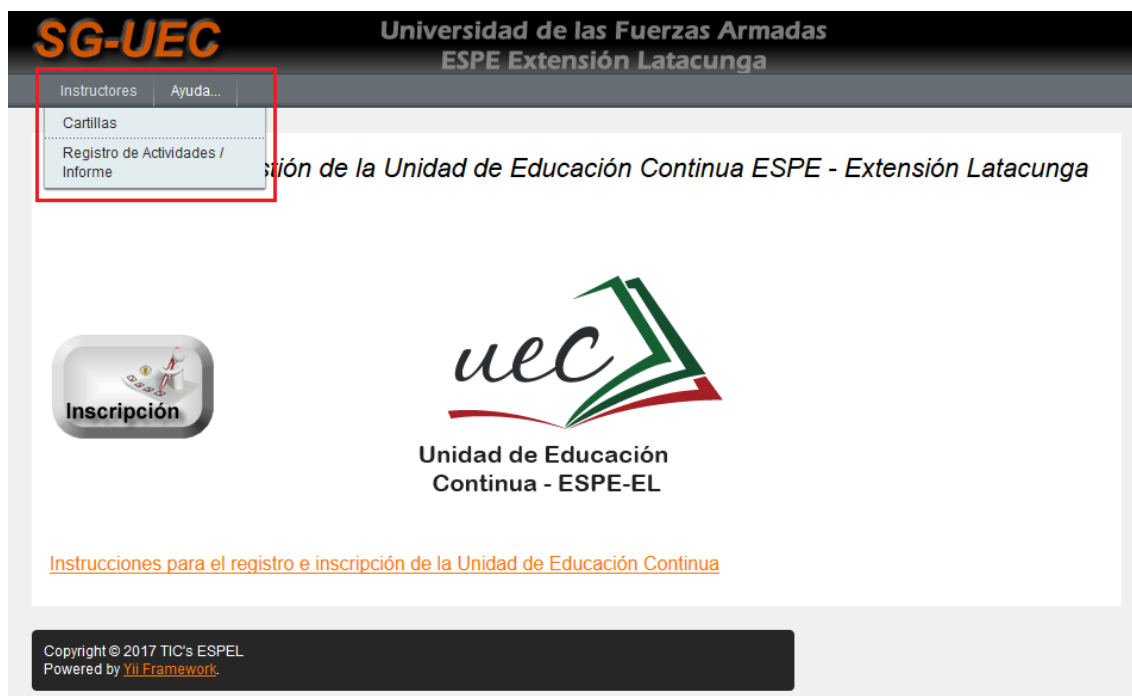 SG-UEC
Universidad de las Fuerzas Armadas
ESPE Extensión Latacunga
Instructores Ayuda...
Cartillas
Registro de Actividades /
Informe
de la Unidad de Educación Continua ESPE - Extensión Latacunga
uec
Unidad de Educación
Continua - ESPE-EL
Inscripción
Instrucciones para el registro e inscripción de la Unidad de Educación Continua
Copyright © 2017 TIC's ESPEL
Powered by Yii Framework.